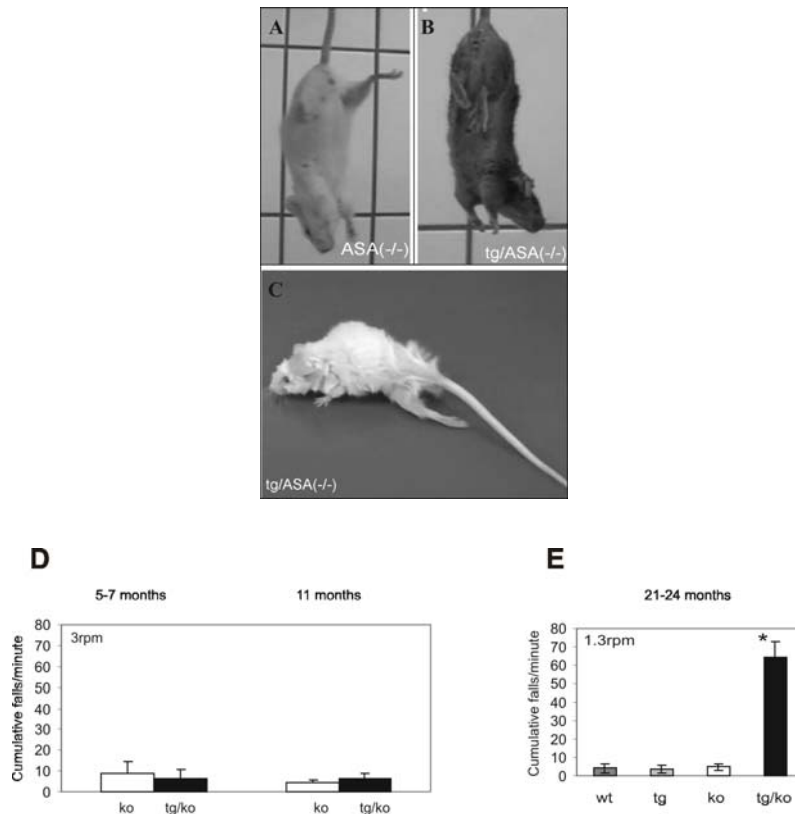 A
B
ASA(-/-)
tg/ASA(-/-)
C
tg/ASA(-/-)
D
5-7 months 11 months
3rpm
Cumulative falls/minute
80
70
60
50
40
30
20
10
0
ko tg/ko ko tg/ko
E
21-24 months
1.3rpm
*
Cumulative falls/minute
80
70
60
50
40
30
20
10
0
wt tg ko tg/ko